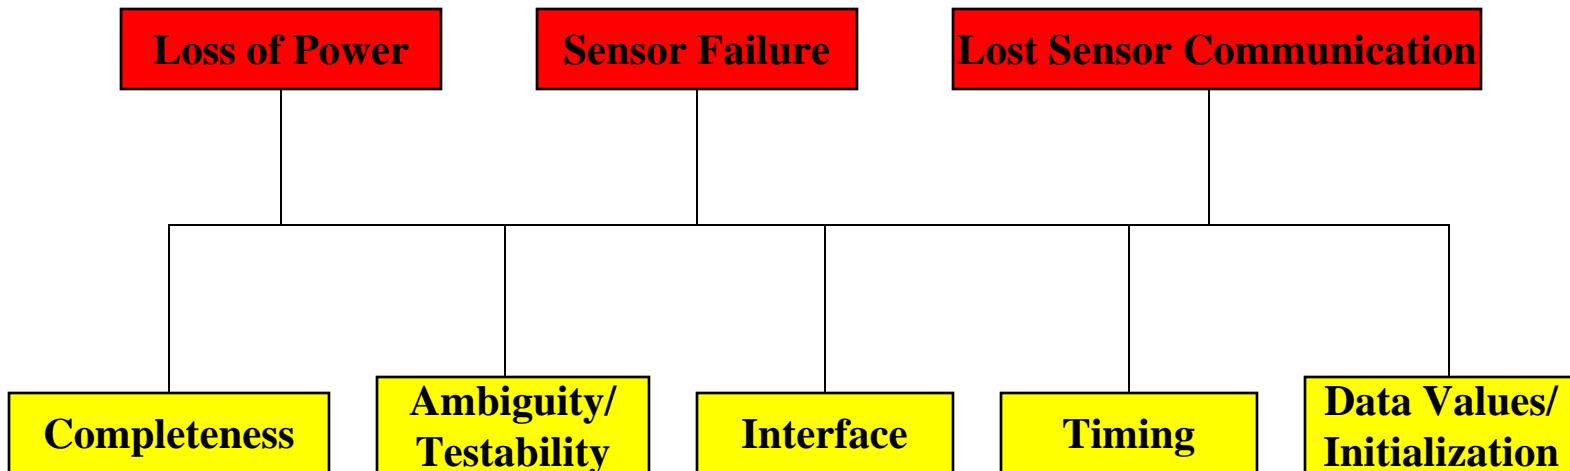 Loss of Power
Sensor Failure
Lost Sensor Communication
Completeness
Ambiguity/
Testability
Interface
Timing
Data Values/
Initialization